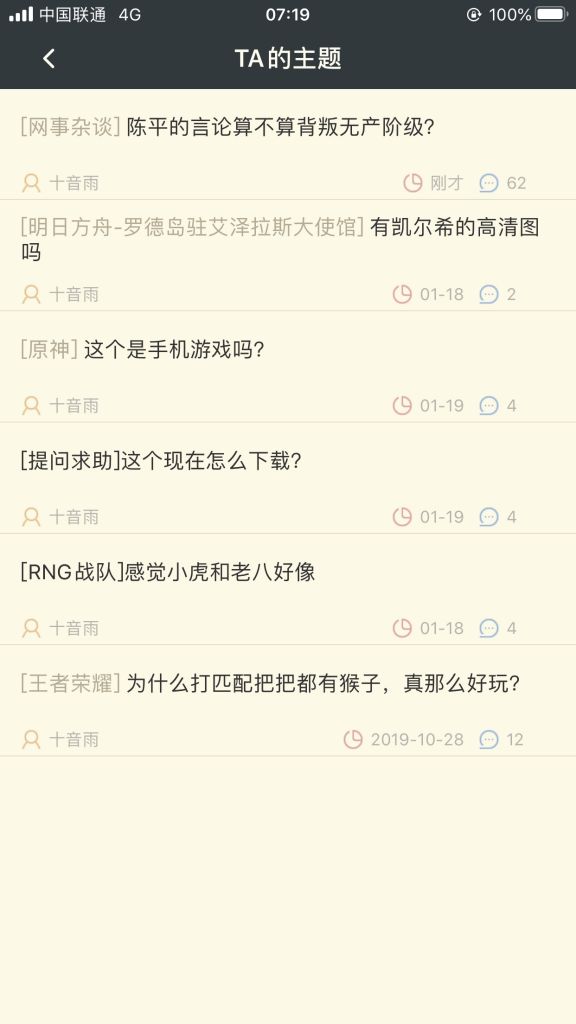 中国联通 4G 07:19 100%
TA的主题
[网事杂谈] 陈平的言论算不算背叛无产阶级?
十音雨 刚才 62
[明日方舟-罗德岛驻艾泽拉斯大使馆] 有凯尔希的高清图
吗
十音雨 01-18 2
[原神] 这个是手机游戏吗?
十音雨 01-19 4
[提问求助]这个现在怎么下载?
十音雨 01-19 4
[RNG战队]感觉小虎和老八好像
十音雨 01-18 4
[王者荣耀] 为什么打匹配把把都有猴子，真那么好玩?
十音雨 2019-10-28 12